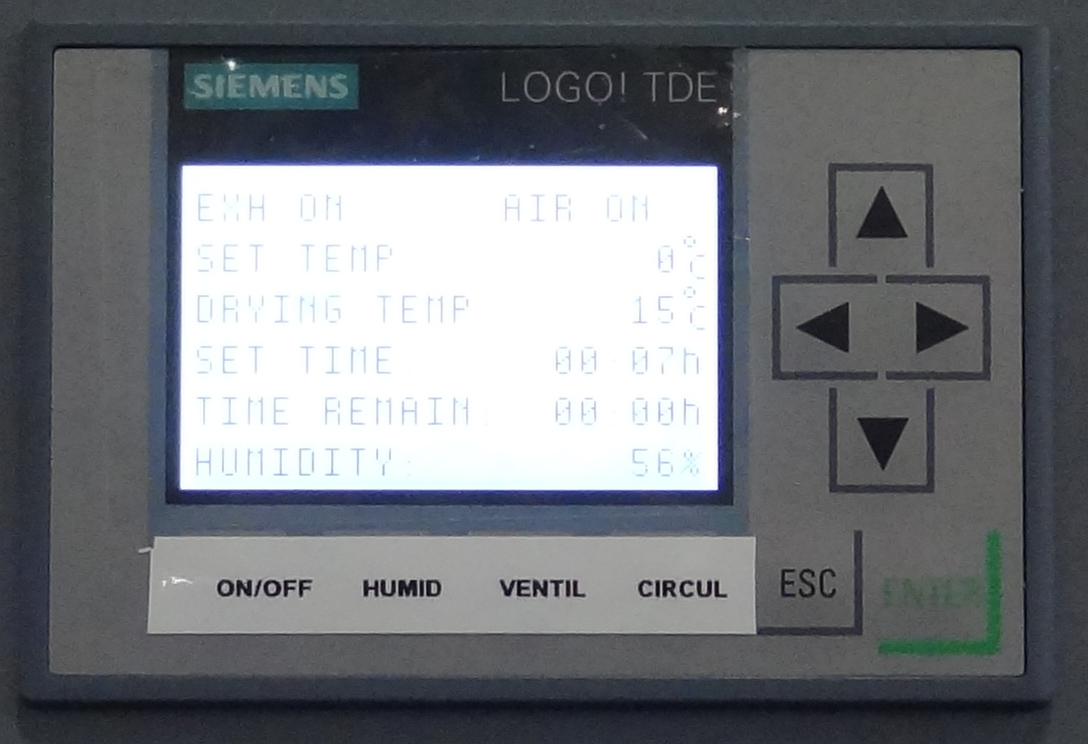 SIEMENS LOGO! TDE
EXH ON AIR ON
SET TEMP 0°C
DRYING TEMP 15°C
SET TIME 00:07h
TIME REMAIN: 00:00h
HUMIDITY: 56%
ON/OFF HUMID VENTIL CIRCUL
ESC ENTER